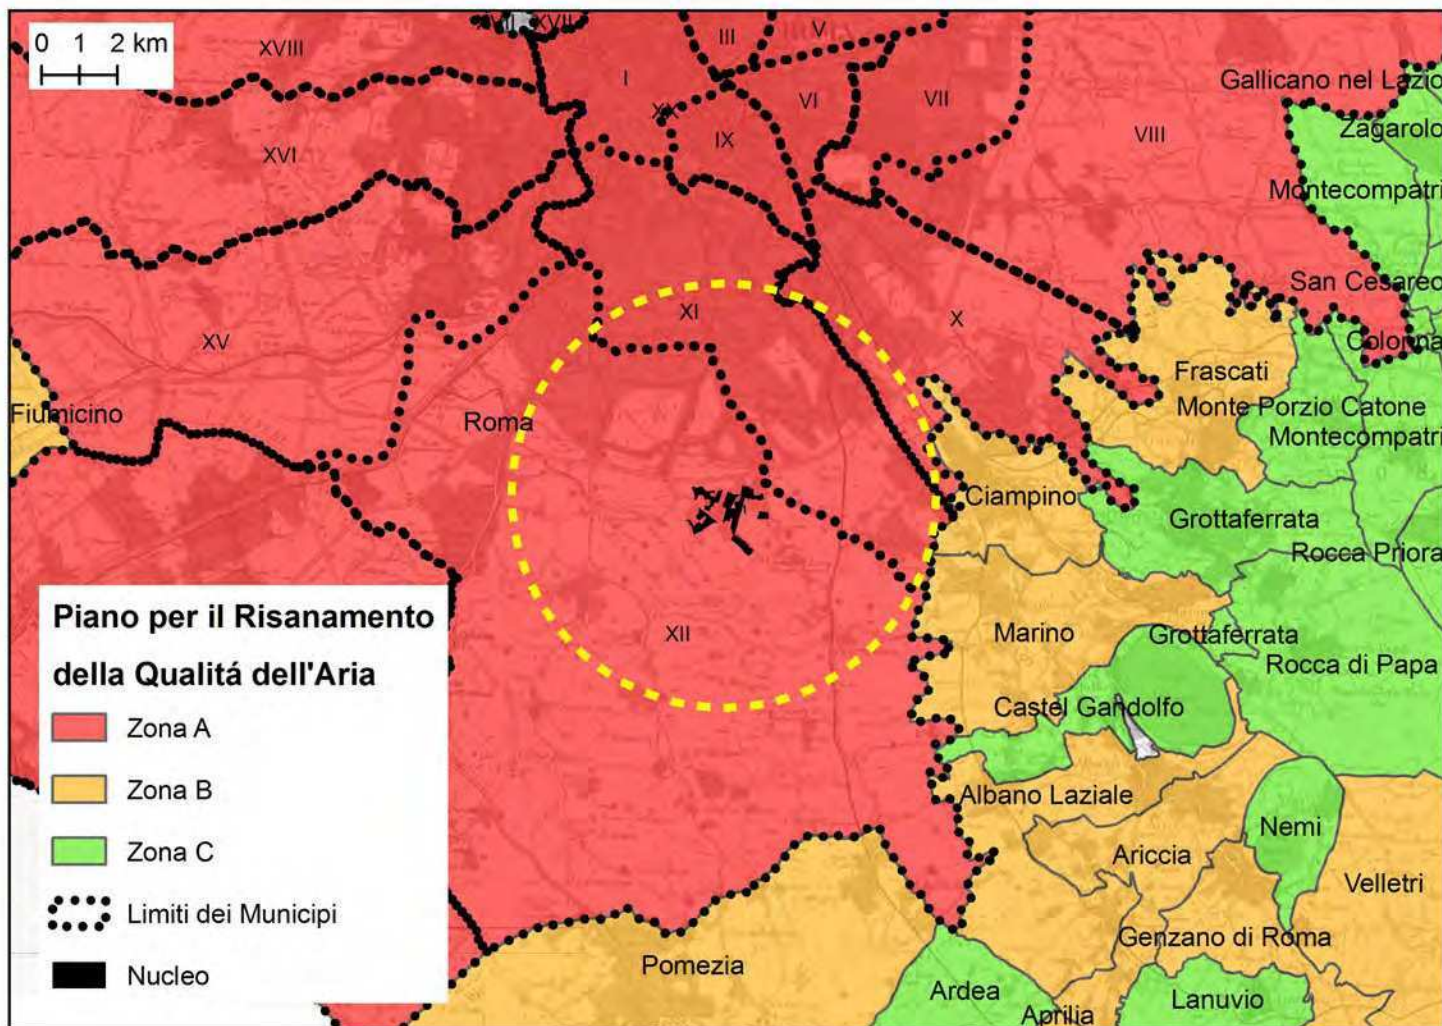 0 1 2 km
XVIII
XVII
XVII
III
V
I
XX
VI
VII
IX
VIII
XVI
Gallicano nel Lazio
Zagarolo
Montecompatri
San Cesareo
Colonna
XI
X
XV
Frascati
Fiumicino
Roma
Monte Porzio Catone
Montecompatri
Ciampino
Grottaferrata
Rocca Priora
XII
Marino
Grottaferrata
Rocca di Papa
Castel Gandolfo
Albano Laziale
Nemi
Ariccia
Velletri
Genzano di Roma
Pomezia
Ardea
Lanuvio
Aprilia
Piano per il Risanamento
della Qualitá dell'Aria
Zona A
Zona B
Zona C
Limiti dei Municipi
Nucleo